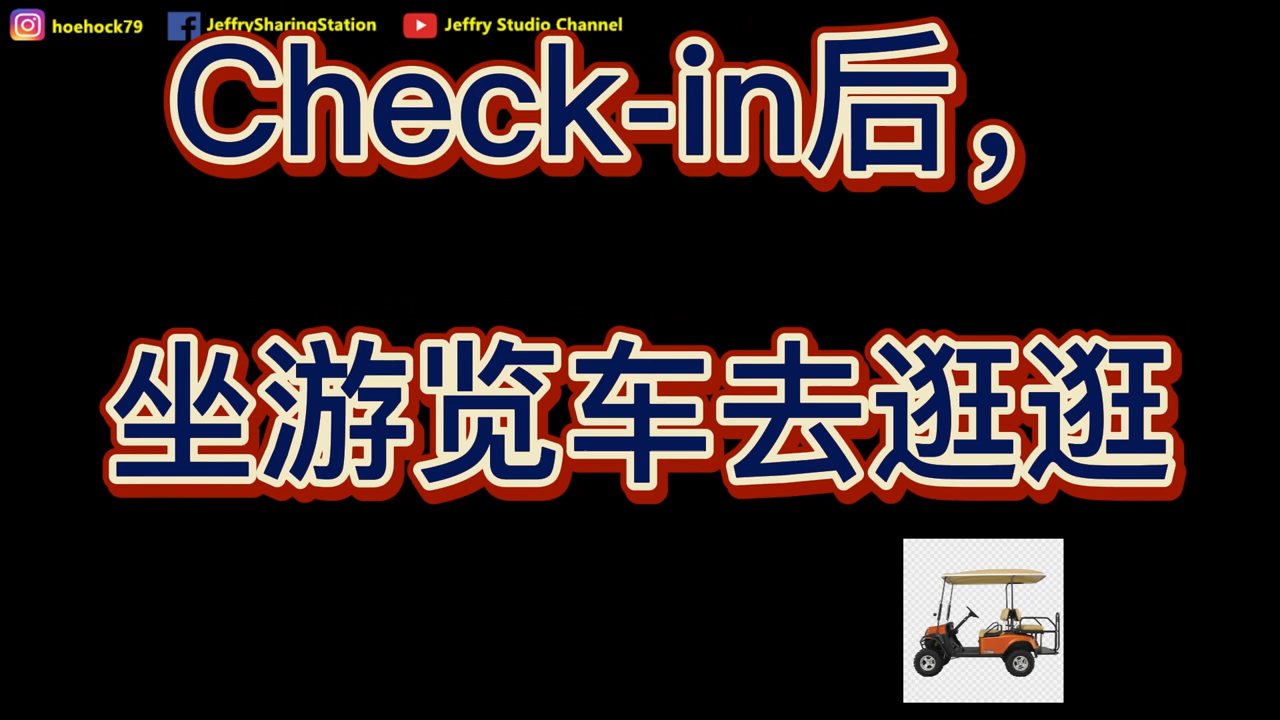 hoehock79 JeffrySharingStation Jeffry Studio Channel
Check-in后，
坐游览车去逛逛